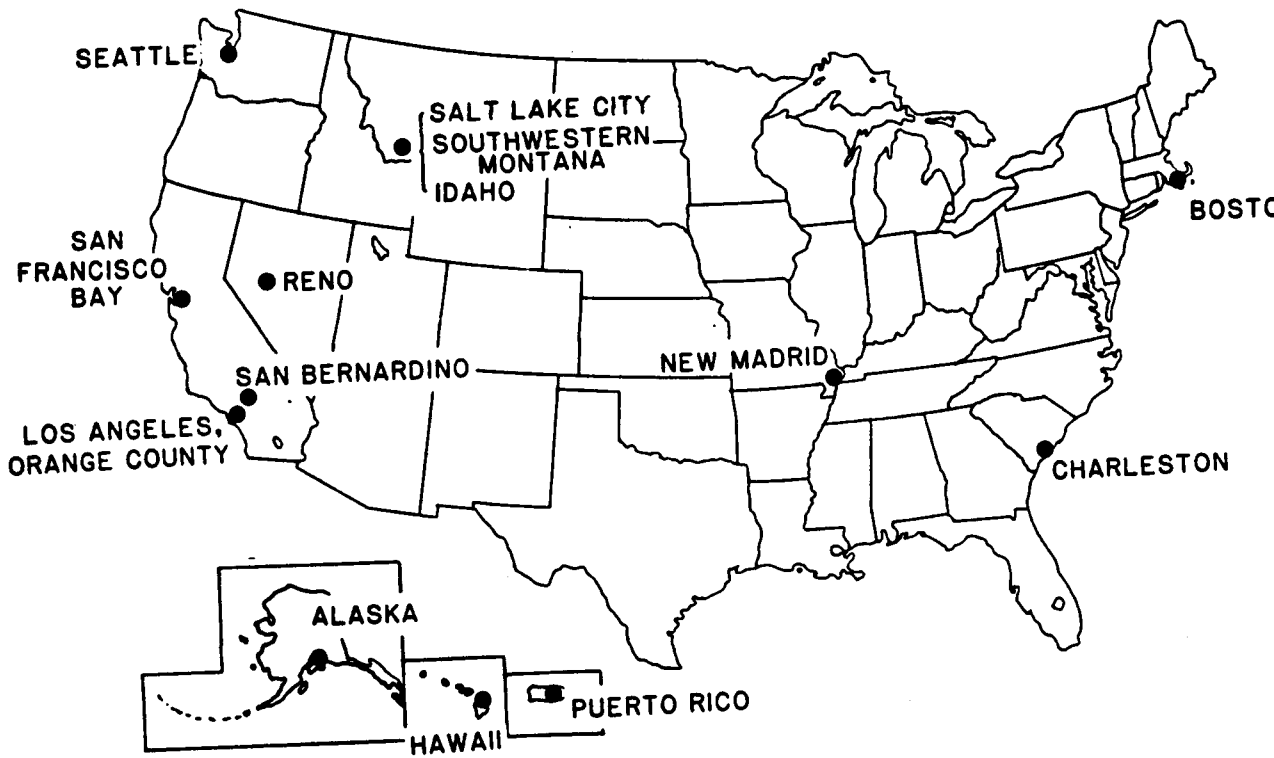 SEATTLE
SALT LAKE CITY
SOUTHWESTERN
MONTANA
IDAHO
BOSTO
SAN
FRANCISCO
BAY
RENO
NEW MADRID
SAN BERNARDINO
LOS ANGELES,
ORANGE COUNTY
CHARLESTON
ALASKA
PUERTO RICO
HAWAII